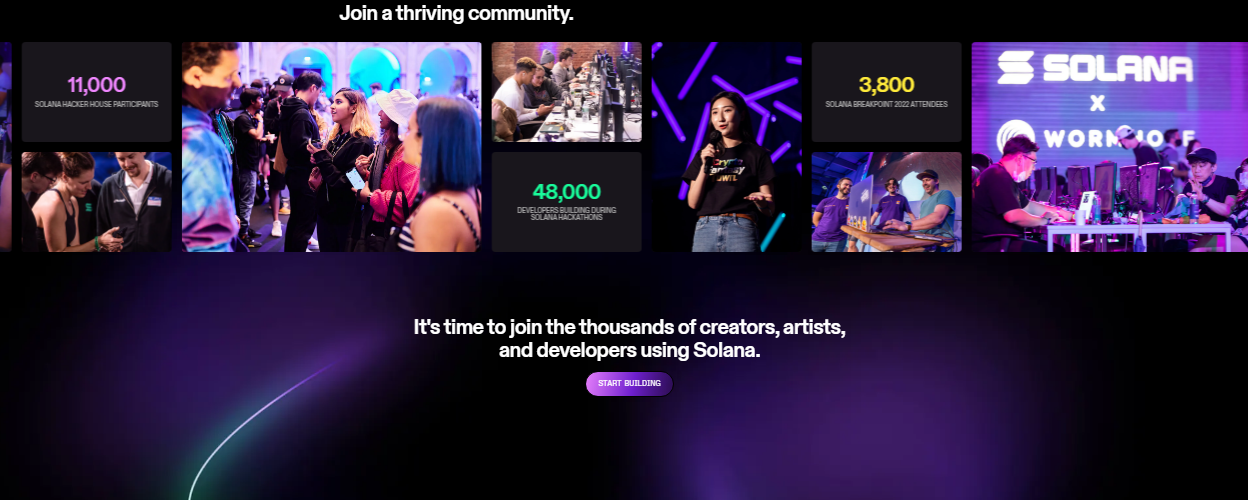 Join a thriving community.
11,000
SOLANA HACKER HOUSE PARTICIPANTS
48,000
DEVELOPERS BUILDING DURING
SOLANA HACKATHONS
3,800
SOLANA BREAKPOINT 2022 ATTENDEES
SOLANA
X
It's time to join the thousands of creators, artists,
and developers using Solana.
START BUILDING